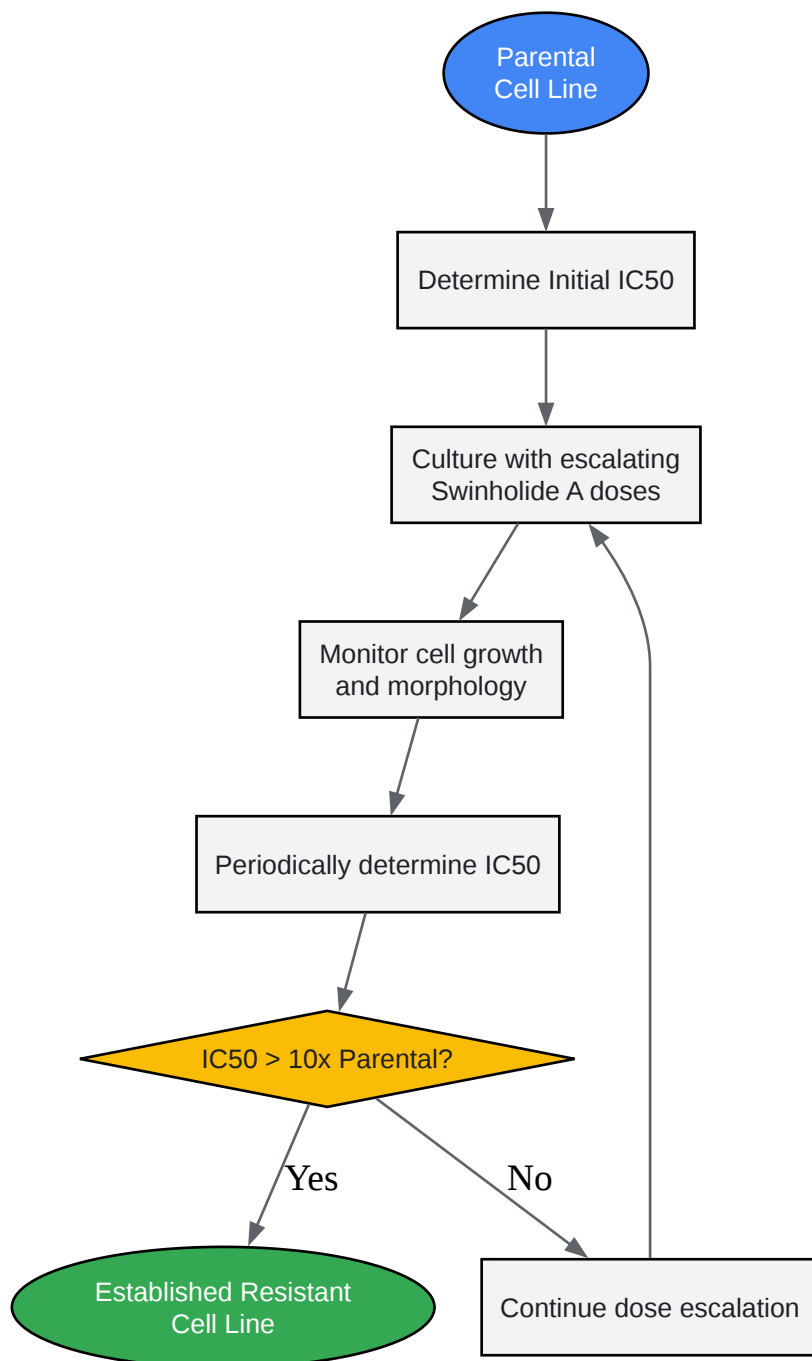 Parental
Cell Line
Determine Initial IC50
Culture with escalating
Swinholide A doses
Monitor cell growth
and morphology
Periodically determine IC50
IC50 > 10x Parental?
Yes
No
Established Resistant
Cell Line
Continue dose escalation